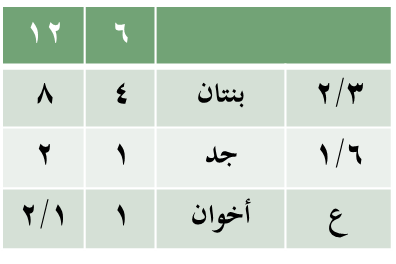 ٦ ١٢
٢/٣ بنتان ٤ ٨
١/٦ جد ١ ٢
ع أخوان ١ ٢/١